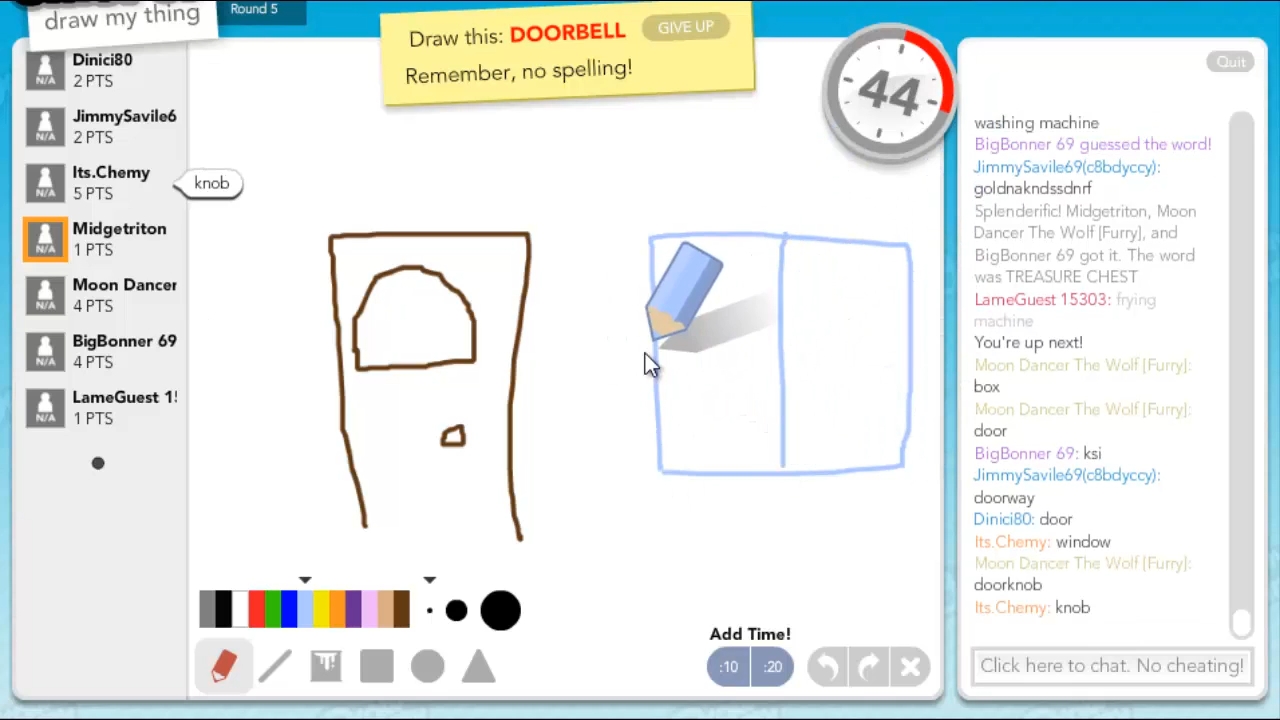 draw my thing
Round 5
Draw this: DOORBELL
GIVE UP
Remember, no spelling!
44
Quit
N/A
Dinici80
2 PTS
N/A
JimmySavile6
2 PTS
N/A
Its.Chemy
5 PTS
knob
N/A
Midgetriton
1 PTS
N/A
Moon Dancer
4 PTS
N/A
BigBonner 69
4 PTS
N/A
LameGuest 1!
1 PTS
washing machine
BigBonner 69 guessed the word!
JimmySavile69(c8bdyccy):
goldnakndssdnrf
Splenderific! Midgetriton, Moon
Dancer The Wolf [Furry], and
BigBonner 69 got it. The word
was TREASURE CHEST
LameGuest 15303: frying
machine
You're up next!
Moon Dancer The Wolf [Furry]:
box
Moon Dancer The Wolf [Furry]:
door
BigBonner 69: ksi
JimmySavile69(c8bdyccy):
doorway
Dinici80: door
Its.Chemy: window
Moon Dancer The Wolf [Furry]:
doorknob
Its.Chemy: knob
Add Time!
:10
:20
Click here to chat. No cheating!